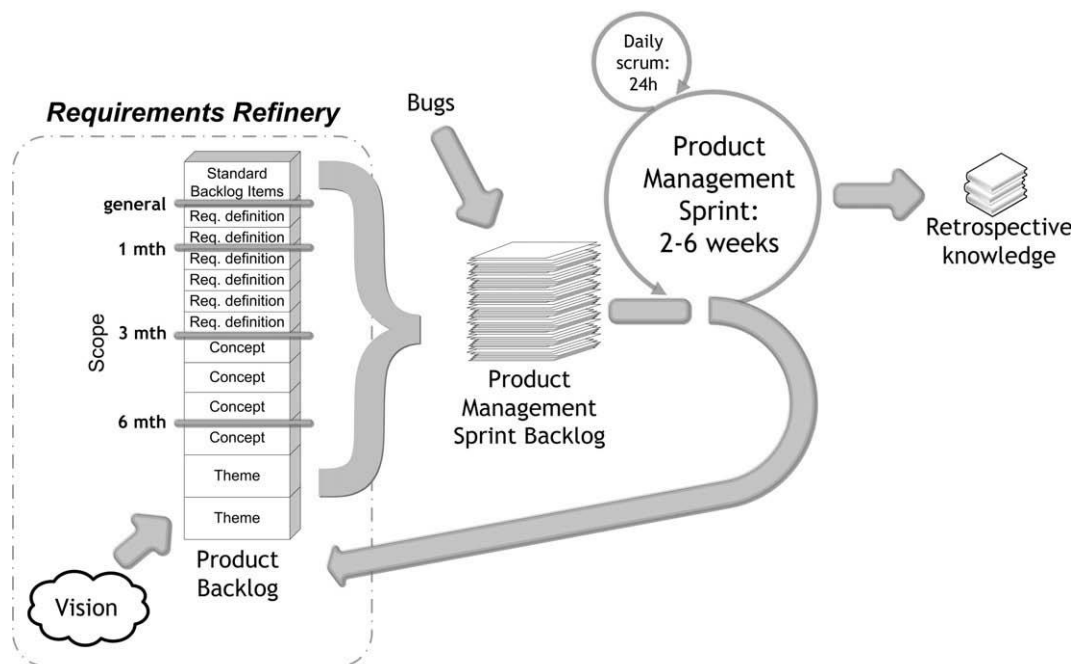 Requirements Refinery
Standard
Backlog Items
general
Req. definition
Req. definition
1 mth
Req. definition
Req. definition
Req. definition
Req. definition
3 mth
Scope
Concept
Concept
Concept
6 mth
Concept
Theme
Theme
Product
Backlog
Vision
Bugs
Product
Management
Sprint Backlog
Daily
scrum:
24h
Product
Management
Sprint:
2-6 weeks
Retrospective
knowledge